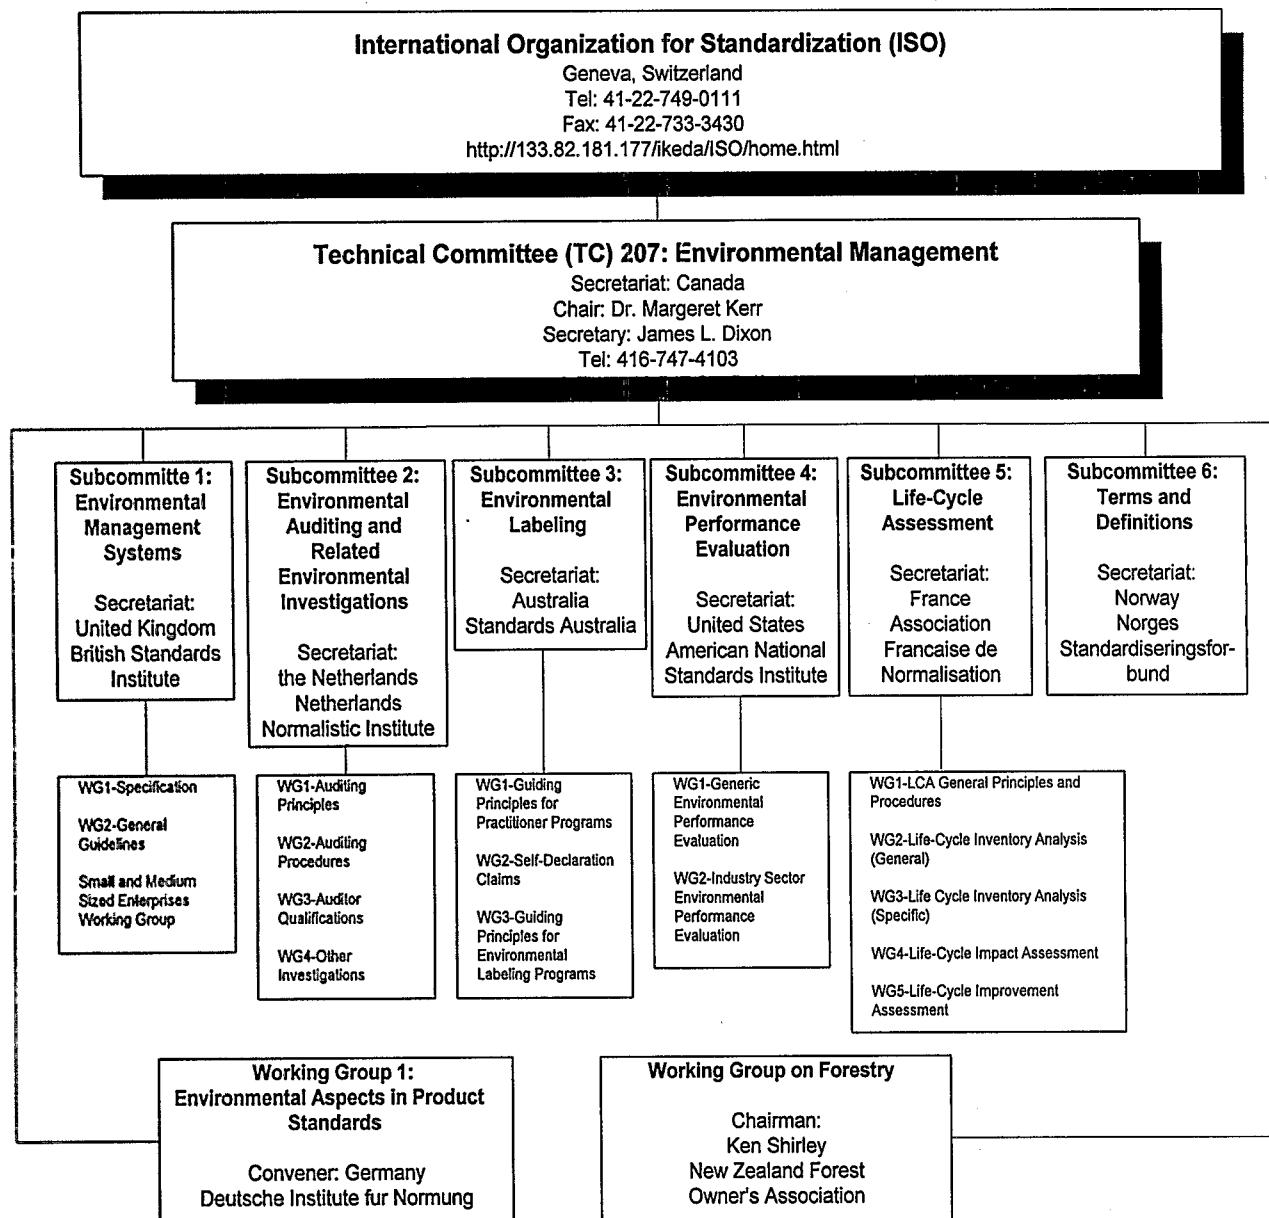 International Organization for Standardization (ISO)
Geneva, Switzerland
Tel: 41-22-749-0111
Fax: 41-22-733-3430
http://133.82.181.177/ikeda/ISO/home.html
Technical Committee (TC) 207: Environmental Management
Secretariat: Canada
Chair: Dr. Margeret Kerr
Secretary: James L. Dixon
Tel: 416-747-4103
Subcommitte 1:
Environmental
Management
Systems
Secretariat:
United Kingdom
British Standards
Institute
Subcommittee 2:
Environmental
Auditing and
Related
Environmental
Investigations
Secretariat:
the Netherlands
Netherlands
Normalistic Institute
Subcommittee 3:
Environmental
Labeling
Secretariat:
Australia
Standards Australia
Subcommittee 4:
Environmental
Performance
Evaluation
Secretariat:
United States
American National
Standards Institute
Subcommittee 5:
Life-Cycle
Assessment
Secretariat:
France
Association
Francaise de
Normalisation
Subcommittee 6:
Terms and
Definitions
Secretariat:
Norway
Norges
Standardiseringsfor-
bund
WG1-Specification
WG2-General
Guidelines
Small and Medium
Sized Enterprises
Working Group
WG1-Auditing
Principles
WG2-Auditing
Procedures
WG3-Auditor
Qualifications
WG4-Other
Investigations
WG1-Guiding
Principles for
Practitioner Programs
WG2-Self-Declaration
Claims
WG3-Guiding
Principles for
Environmental
Labeling Programs
WG1-Generic
Environmental
Performance
Evaluation
WG2-Industry Sector
Environmental
Performance
Evaluation
WG1-LCA General Principles and
Procedures
WG2-Life-Cycle Inventory Analysis
(General)
WG3-Life Cycle Inventory Analysis
(Specific)
WG4-Life-Cycle Impact Assessment
WG5-Life-Cycle Improvement
Assessment
Working Group 1:
Environmental Aspects in Product
Standards
Convener: Germany
Deutsche Institute fur Normung
Working Group on Forestry
Chairman:
Ken Shirley
New Zealand Forest
Owner's Association